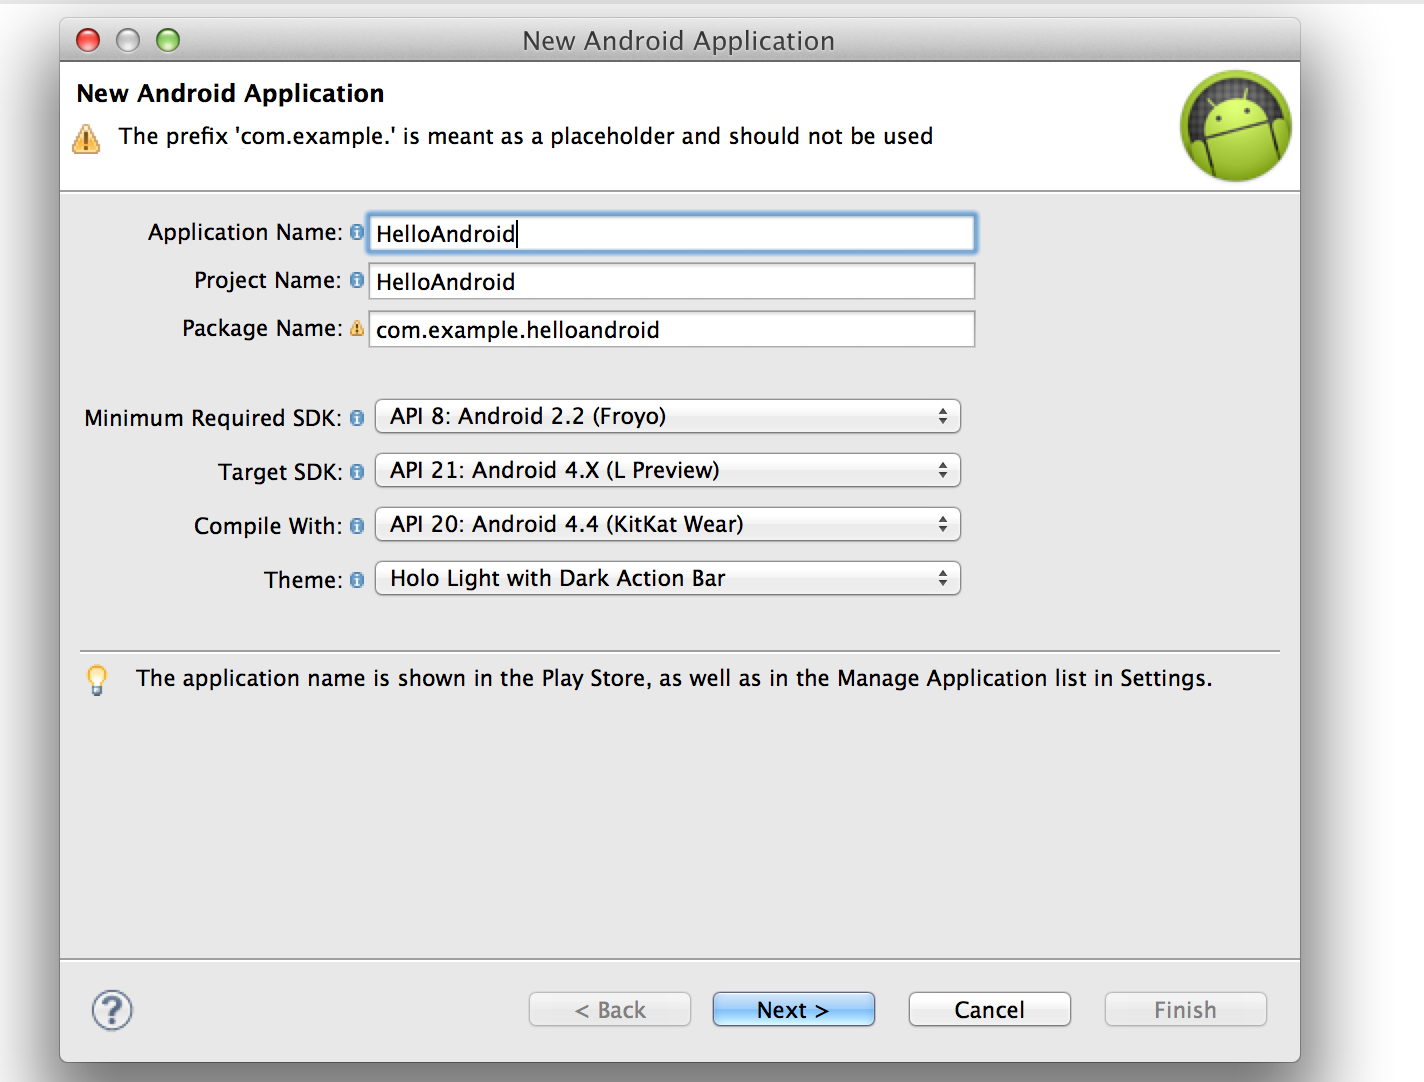 New Android Application
New Android Application
The prefix 'com.example.' is meant as a placeholder and should not be used
Application Name: HelloAndroid
Project Name: HelloAndroid
Package Name: com.example.helloandroid
Minimum Required SDK: API 8: Android 2.2 (Froyo)
Target SDK: API 21: Android 4.X (L Preview)
Compile With: API 20: Android 4.4 (KitKat Wear)
Theme: Holo Light with Dark Action Bar
The application name is shown in the Play Store, as well as in the Manage Application list in Settings.
? < Back Next > Cancel Finish